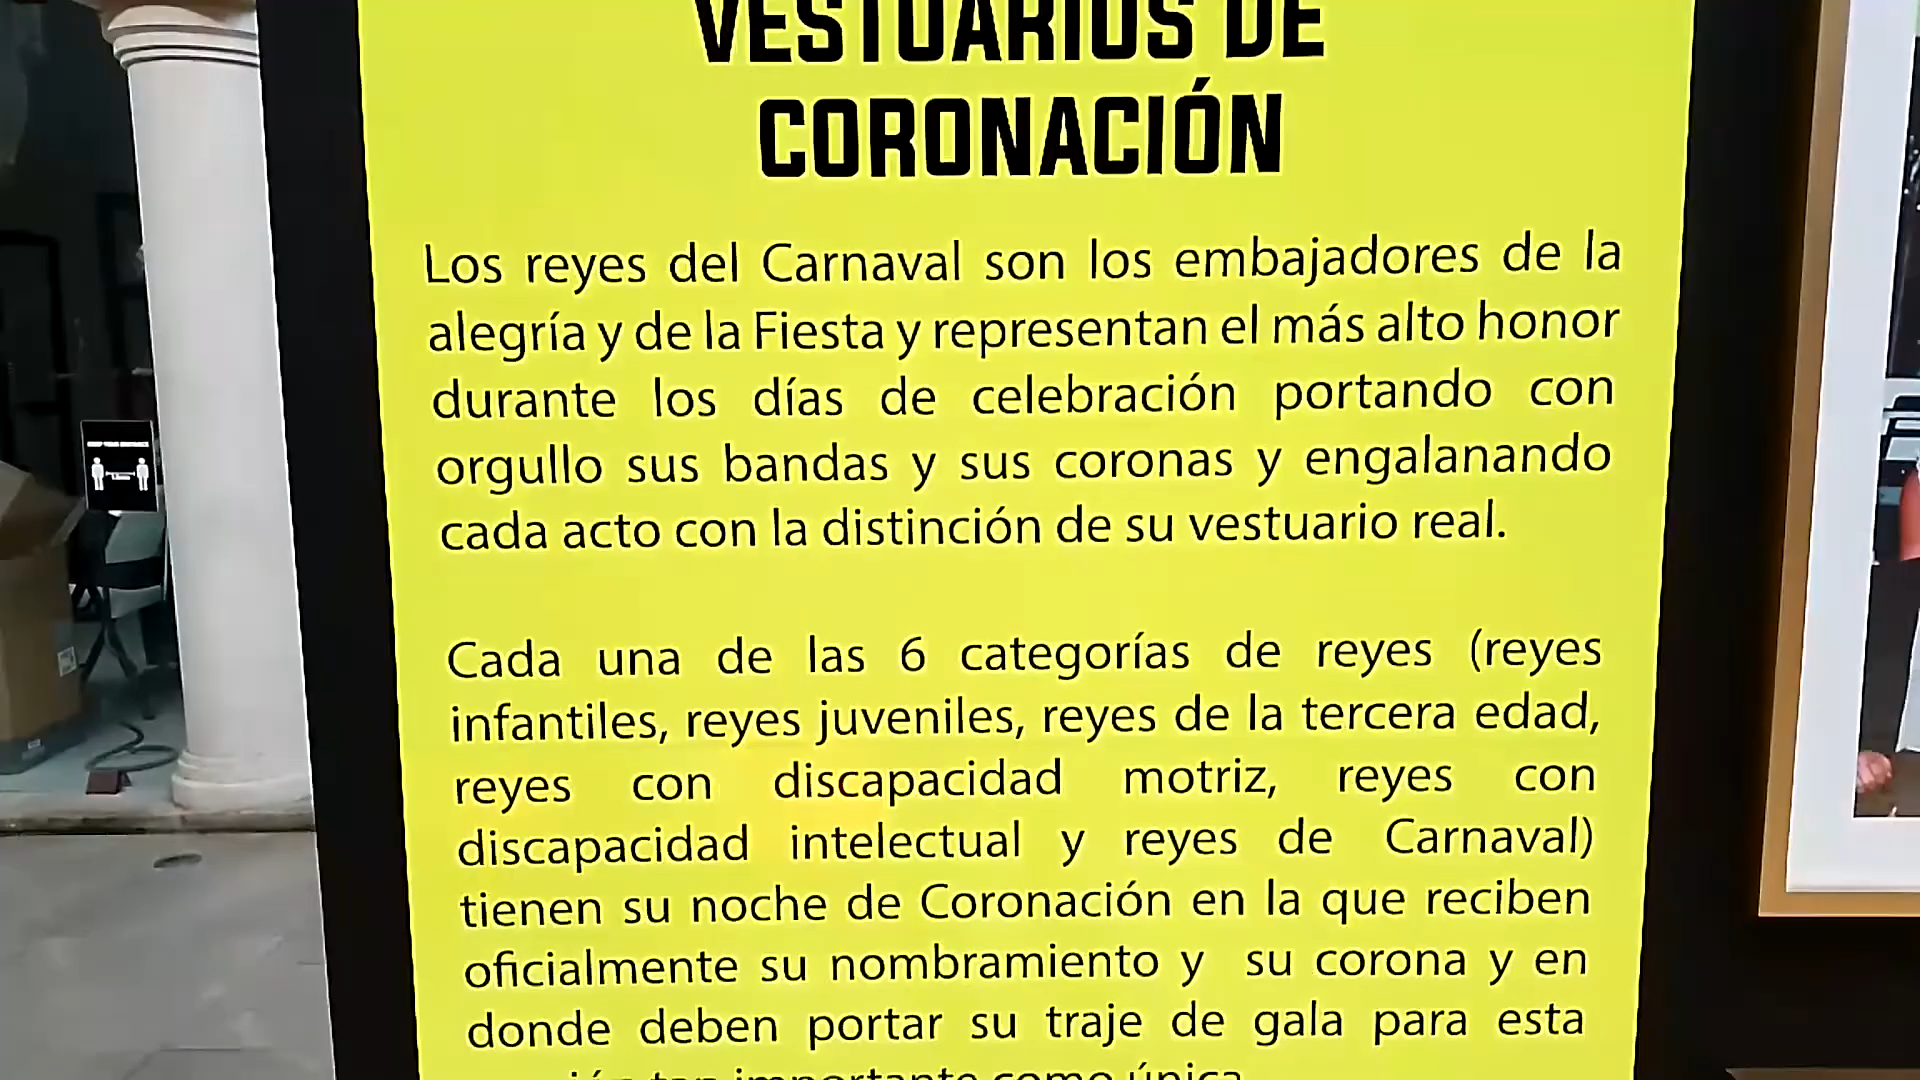 VESTUARIOS DE
CORONACIÓN
Los reyes del Carnaval son los embajadores de la
alegría y de la Fiesta y representan el más alto honor
durante los días de celebración portando con
orgullo sus bandas y sus coronas y engalanando
cada acto con la distinción de su vestuario real.
Cada una de las 6 categorías de reyes (reyes
infantiles, reyes juveniles, reyes de la tercera edad,
reyes con discapacidad motriz, reyes con
discapacidad intelectual y reyes de Carnaval)
tienen su noche de Coronación en la que reciben
oficialmente su nombramiento y su corona y en
donde deben portar su traje de gala para esta
tan importante como única